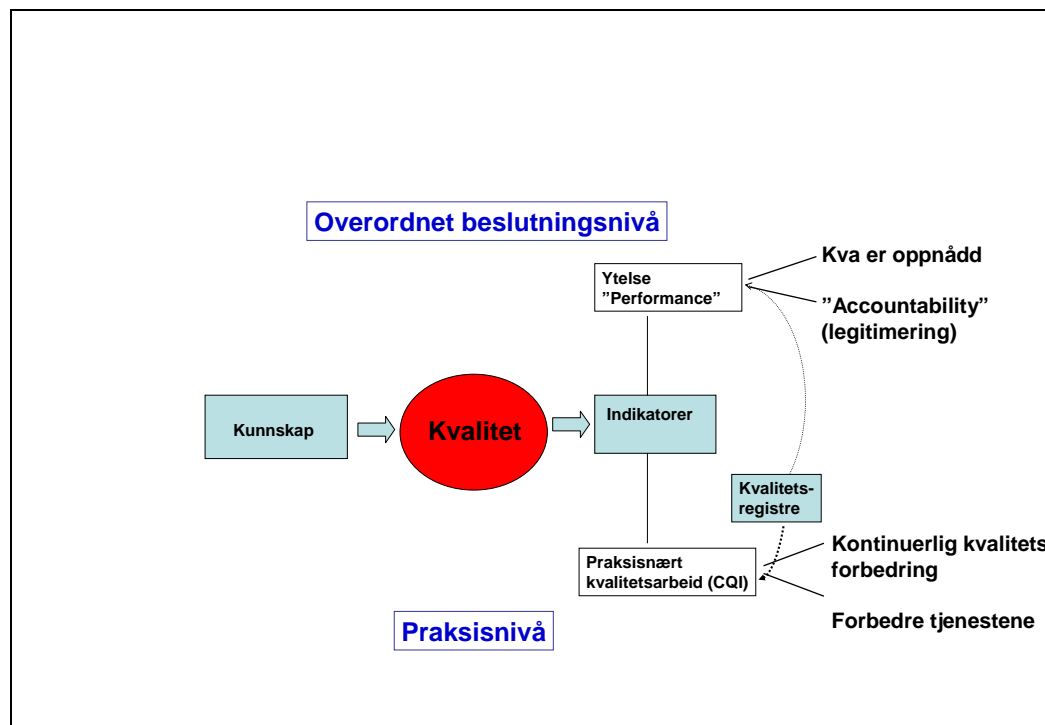 Overordnet beslutningsnivå
Ytelse
”Performance”
Kva er oppnådd
”Accountability”
(legitimering)
Kunnskap
Kvalitet
Indikatorer
Kvalitets-
registre
Praksisnært
kvalitetsarbeid (CQI)
Kontinuerlig kvalitets
forbedring
Forbedre tjenestene
Praksisnivå